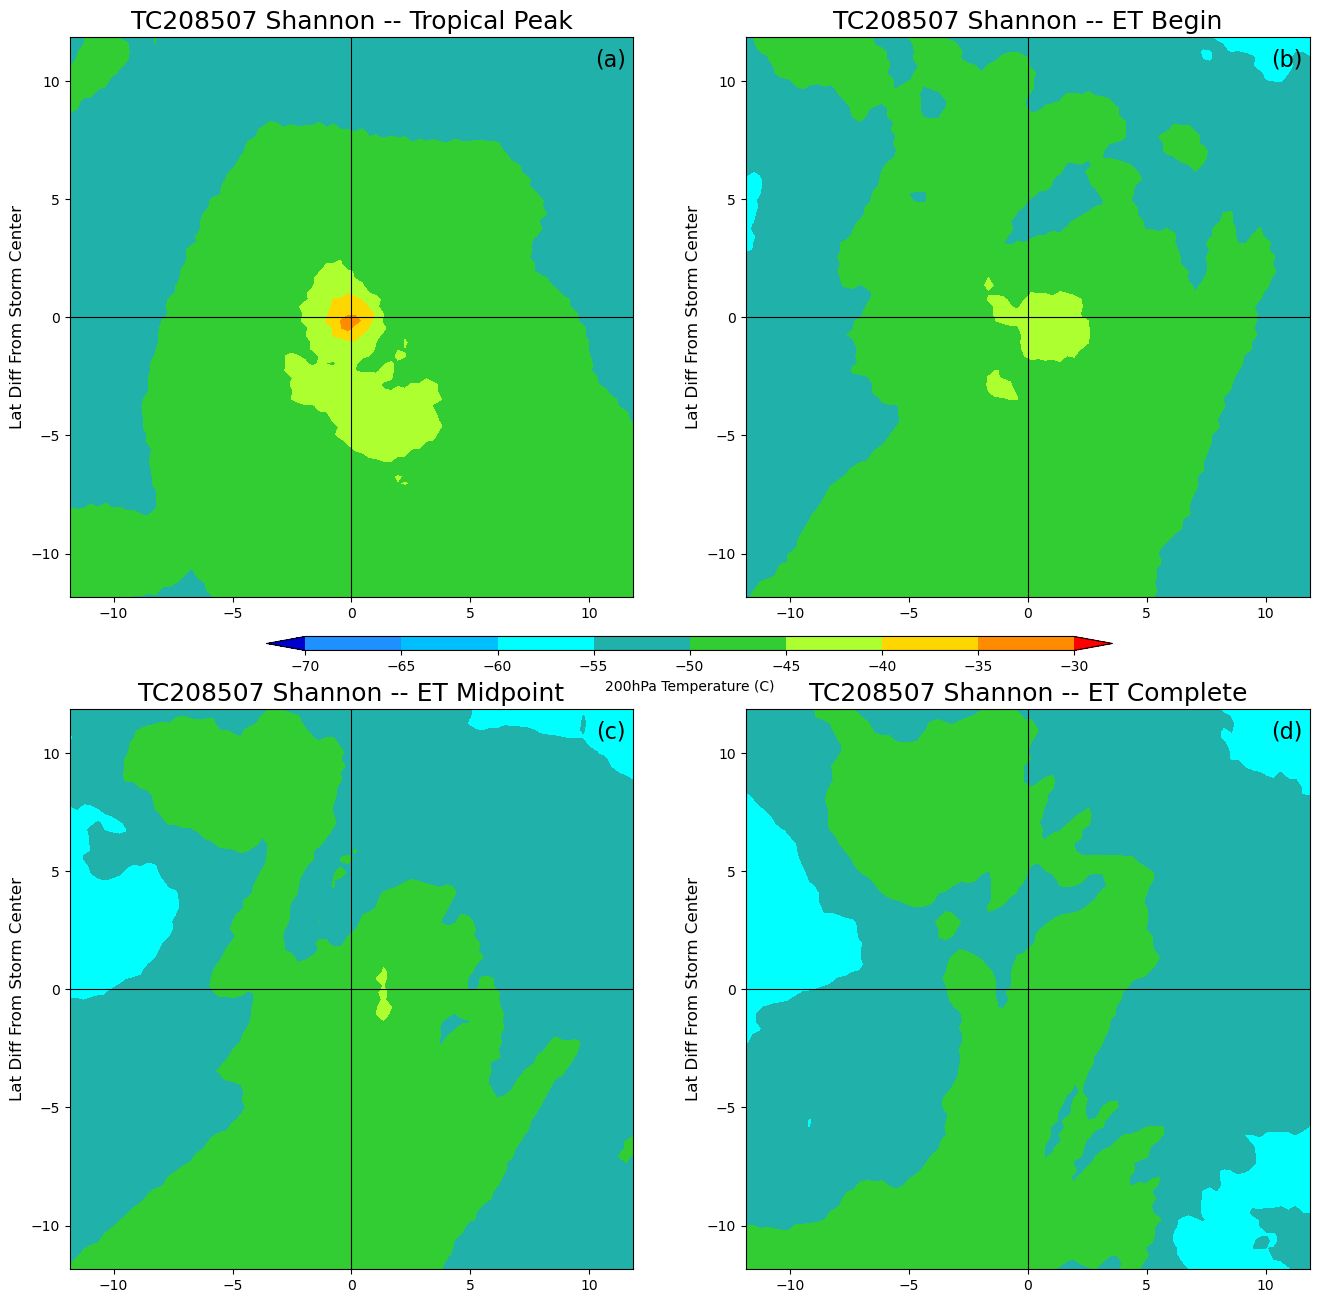 TC208507 Shannon -- Tropical Peak
TC208507 Shannon -- ET Begin
(a)
(b)
10
5
0
−5
−10
Lat Diff From Storm Center
−10 −5 0 5 10
10
5
0
−5
−10
Lat Diff From Storm Center
−10 −5 0 5 10
−70 −65 −60 −55 −50 −45 −40 −35 −30
200hPa Temperature (C)
TC208507 Shannon -- ET Midpoint
TC208507 Shannon -- ET Complete
(c)
(d)
10
5
0
−5
−10
Lat Diff From Storm Center
−10 −5 0 5 10
10
5
0
−5
−10
Lat Diff From Storm Center
−10 −5 0 5 10